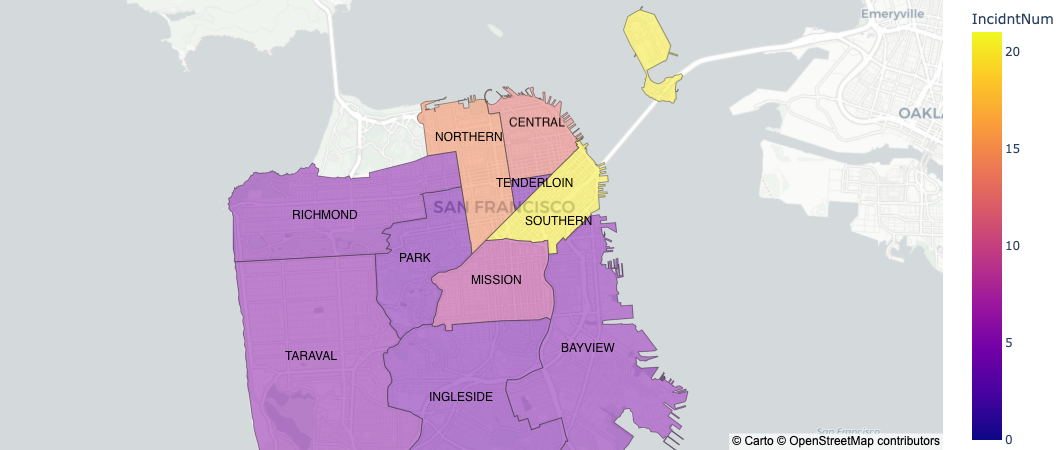 Emeryville
IncidntNum
20
OAKLA
CENTRAL
NORTHERN
15
TENDERLOIN
SAN FRANCISCO
RICHMOND
SOUTHERN
10
PARK
MISSION
5
TARAVAL
BAYVIEW
INGLESIDE
San Francisco
© Carto © OpenStreetMap contributors
0